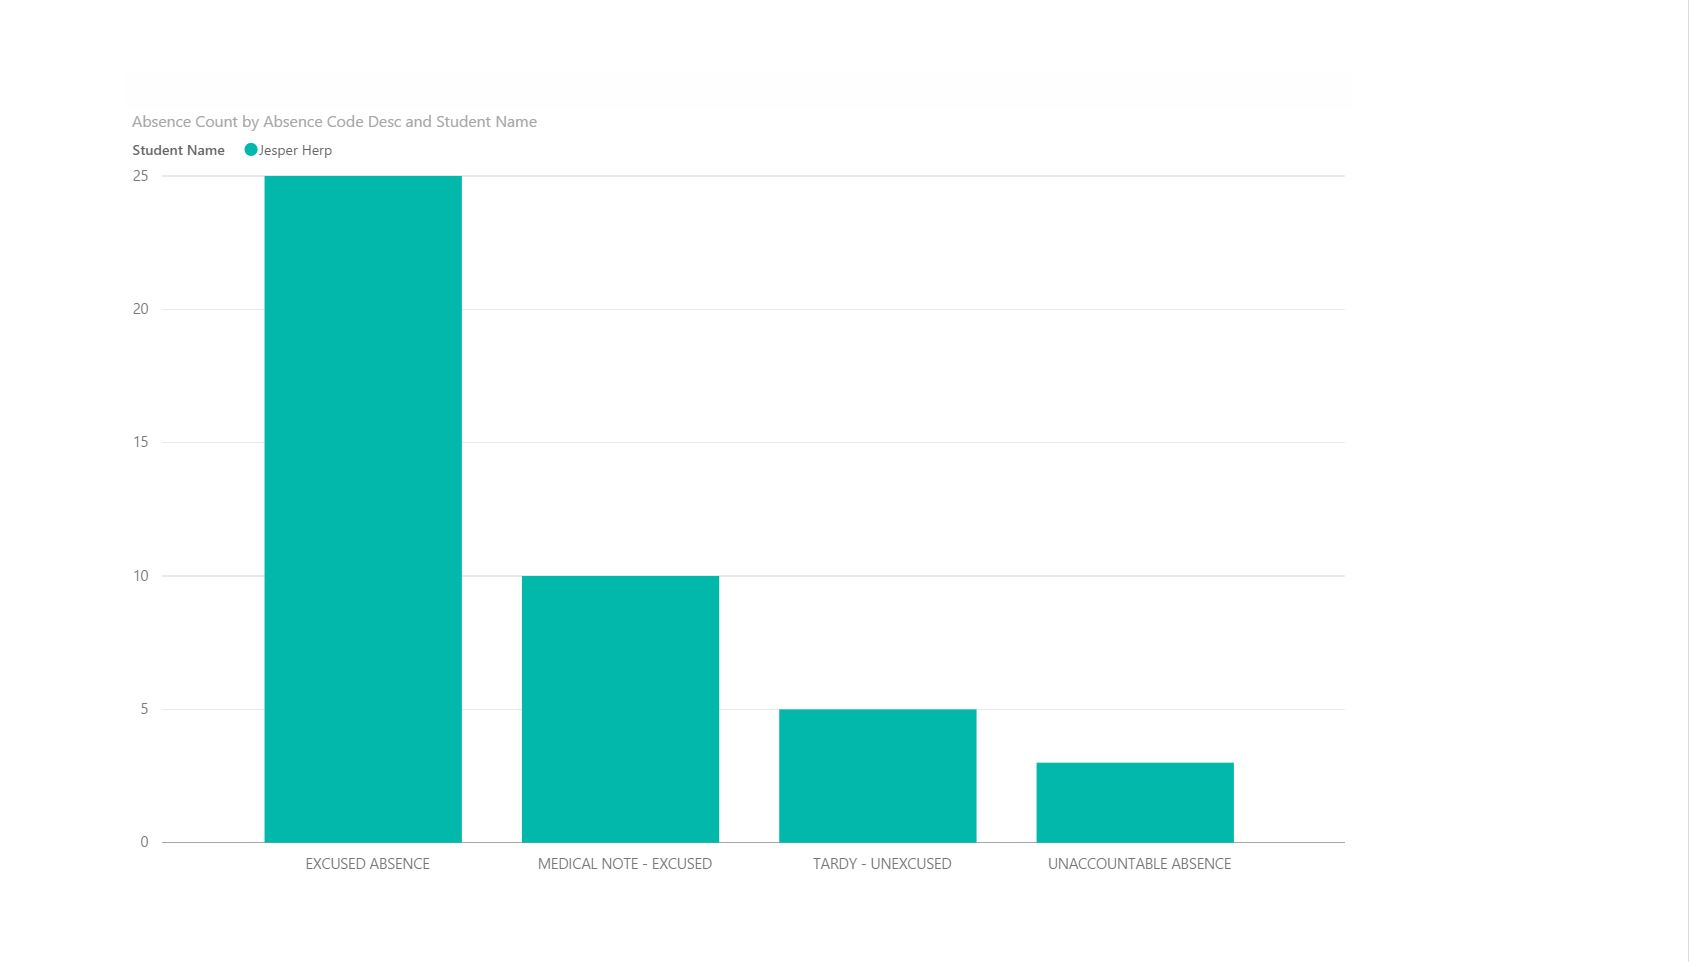 Absence Count by Absence Code Desc and Student Name
Student Name Jesper Herp
25
20
15
10
5
0
EXCUSED ABSENCE MEDICAL NOTE - EXCUSED TARDY - UNEXCUSED UNACCOUNTABLE ABSENCE